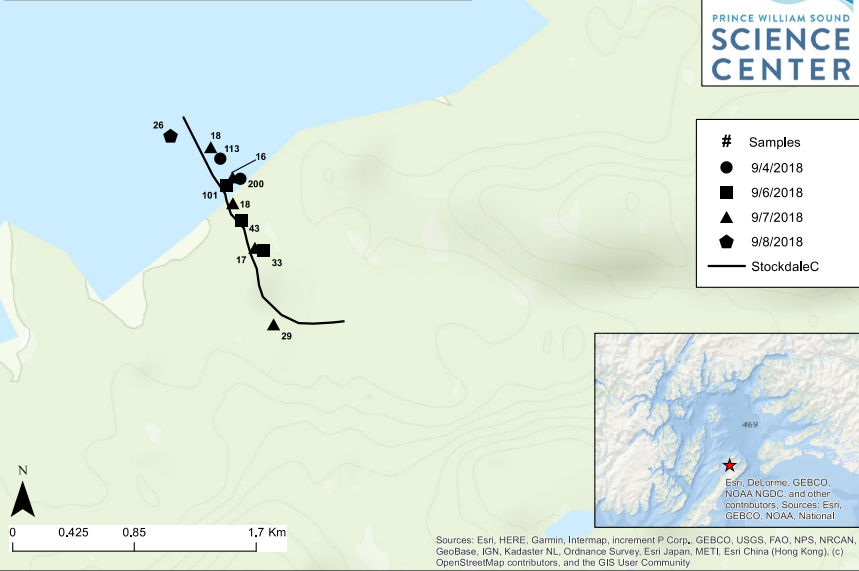 PRINCE WILLIAM SOUND
SCIENCE
CENTER
26
18
113
16
200
101
18
43
17
33
29
# Samples
9/4/2018
9/6/2018
9/7/2018
9/8/2018
StockdaleC
469
Esri, DeLorme, GEBCO,
NOAA NGDC, and other
contributors, Sources: Esri,
GEBCO, NOAA, National
N
0 0.425 0.85 1.7 Km
Sources: Esri, HERE, Garmin, Intermap, increment P Corp., GEBCO, USGS, FAO, NPS, NRCAN,
GeoBase, IGN, Kadaster NL, Ordnance Survey, Esri Japan, METI, Esri China (Hong Kong), (c)
OpenStreetMap contributors, and the GIS User Community